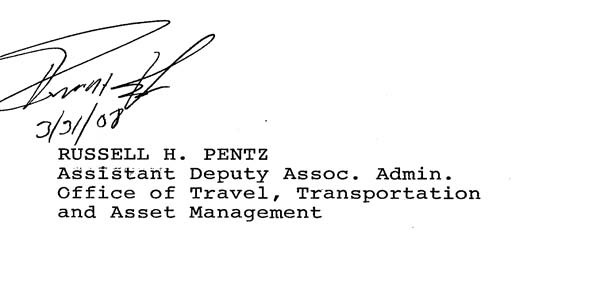 3/31/08
RUSSELL H. PENTZ
Assistant Deputy Assoc. Admin.
Office of Travel, Transportation
and Asset Management